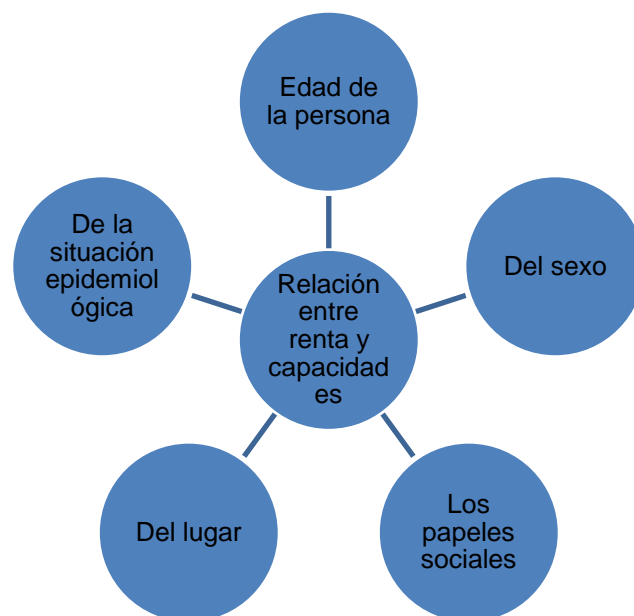 Edad de
la persona
De la
situación
epidemiol
ógica
Del sexo
Relación
entre
renta y
capacidad
es
Del lugar
Los
papeles
sociales